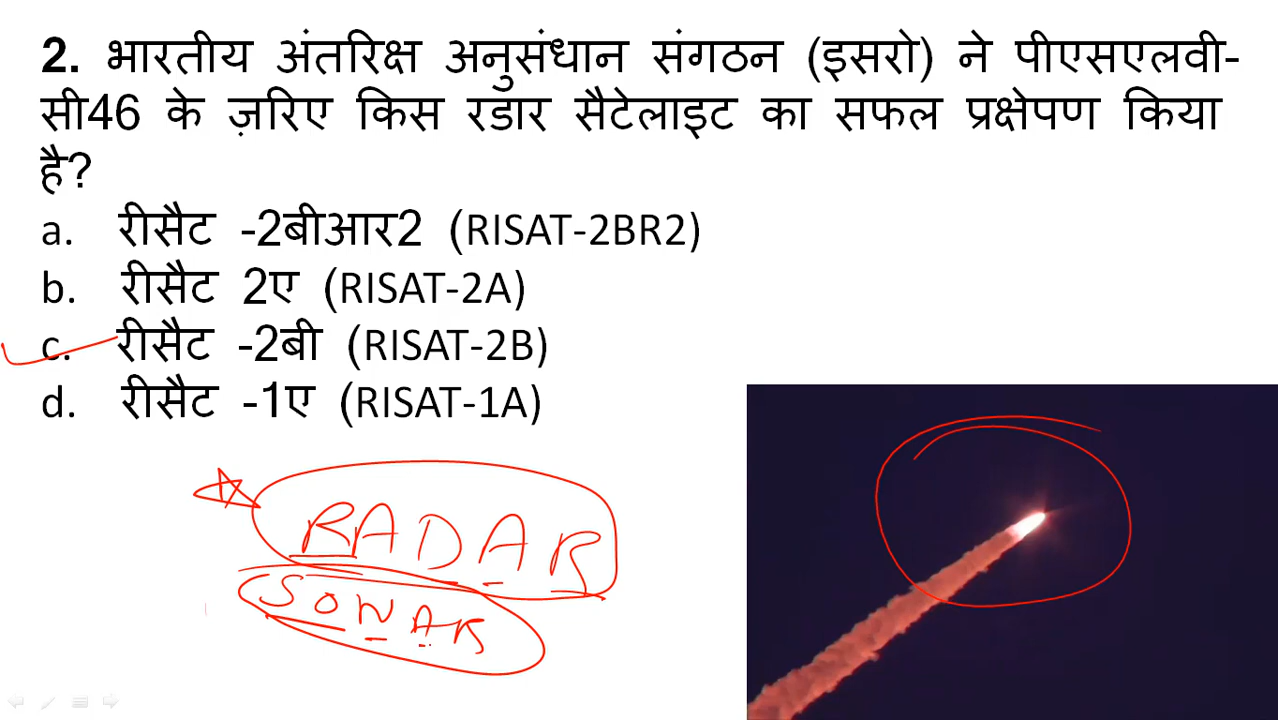 2. भारतीय अंतरिक्ष अनुसंधान संगठन (इसरो) ने पीएसएलवी-
सी46 के ज़रिए किस रडार सैटेलाइट का सफल प्रक्षेपण किया
है?
a. रीसैट -2बीआर2 (RISAT-2BR2)
b. रीसैट 2ए (RISAT-2A)
c. रीसैट -2बी (RISAT-2B)
d. रीसैट -1ए (RISAT-1A)
RADAR
SONAR